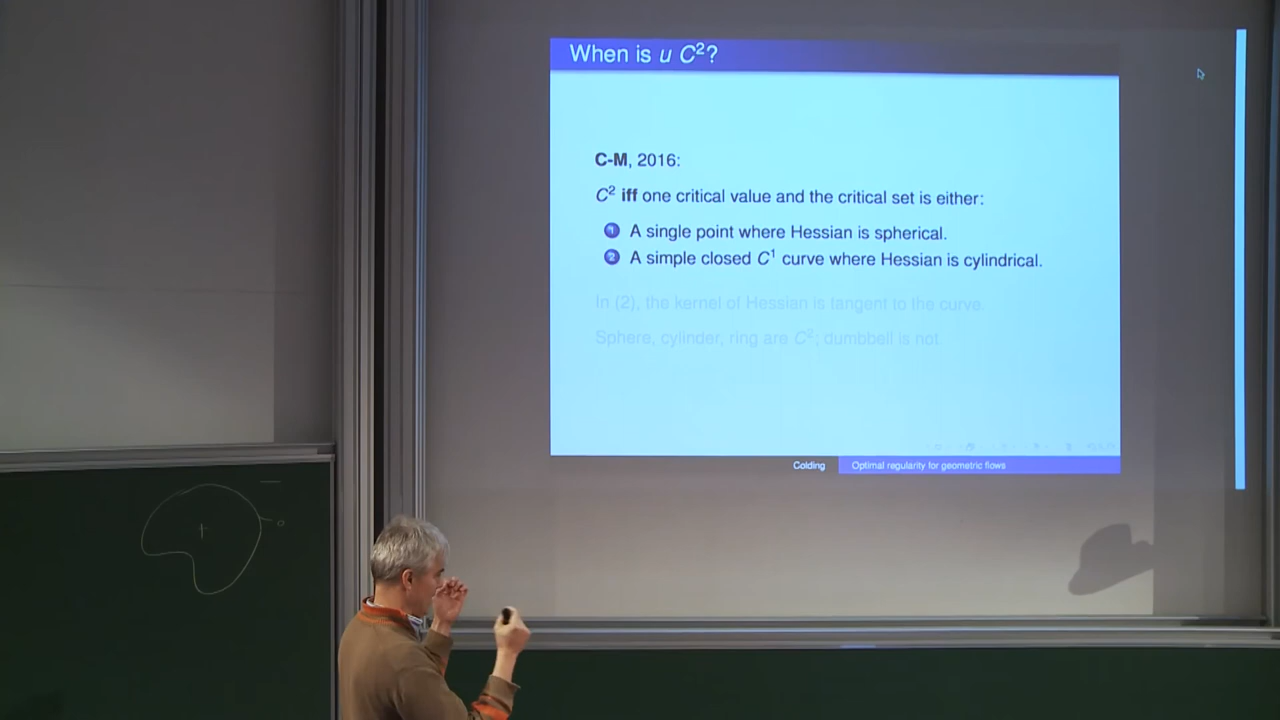 When is u C²?
C-M, 2016:
C² iff one critical value and the critical set is either:
1 A single point where Hessian is spherical.
2 A simple closed C¹ curve where Hessian is cylindrical.
In (2), the kernel of Hessian is tangent to the curve.
Sphere, cylinder, ring are C²; dumbbell is not
Colding Optimal regularity for geometric flows